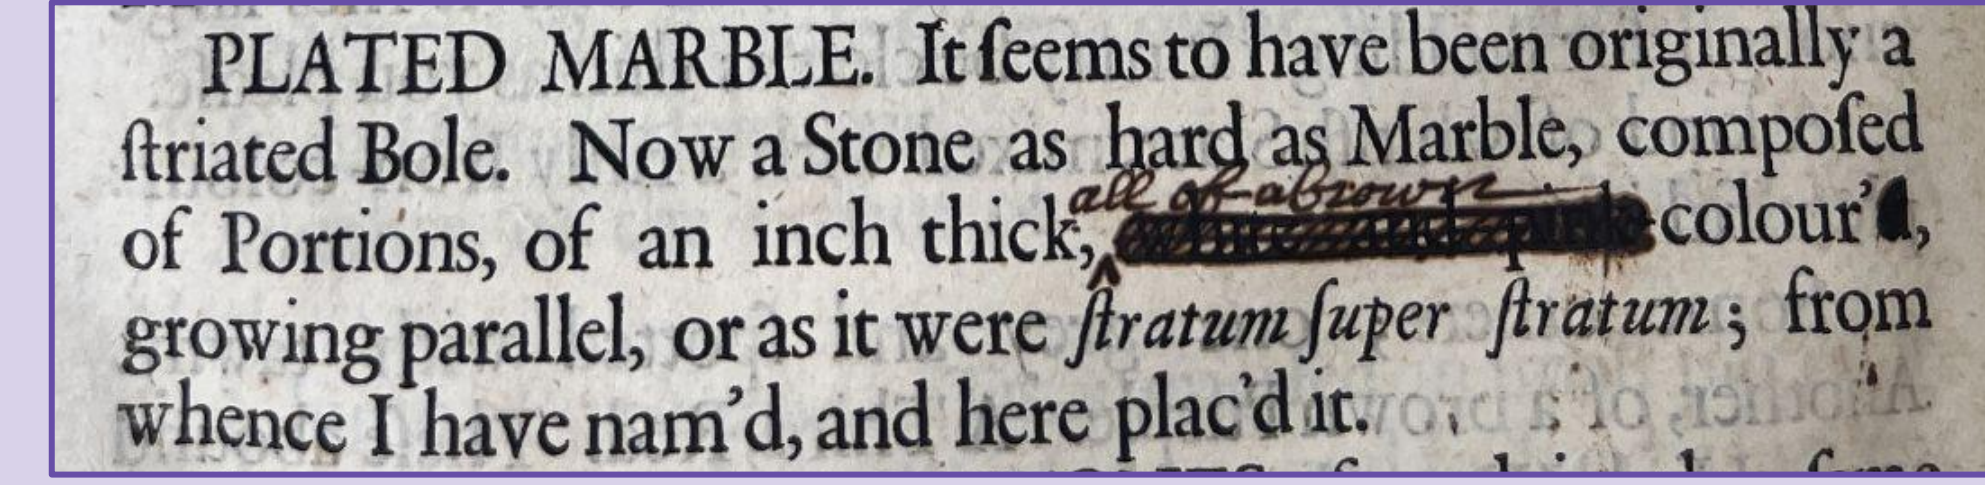 PLATED MARBLE. It ſeems to have been originally a
ſtriated Bole. Now a Stone as hard as Marble, compoſed
all of a brown
of Portions, of an inch thick, colour'd,
growing parallel, or as it were ſtratum ſuper ſtratum; from
whence I have nam'd, and here plac'd it.